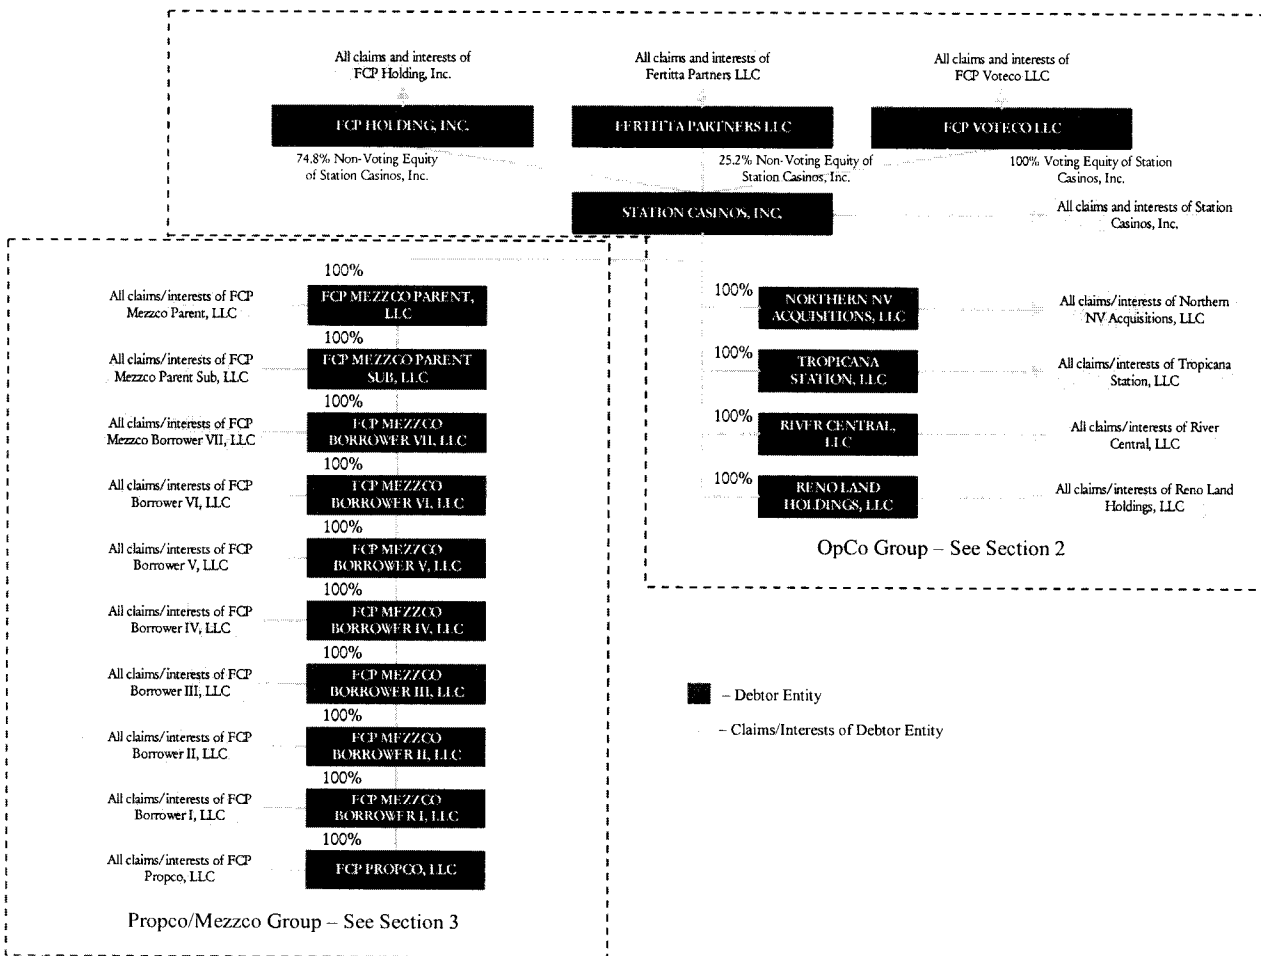 All claims and interests of
FCP Holding, Inc.
All claims and interests of
Fertitta Partners LLC
All claims and interests of
FCP Voteco LLC
FCP HOLDING, INC.
FERTITTA PARTNERS LLC
FCP VOTECO LLC
74.8% Non-Voting Equity
of Station Casinos, Inc.
25.2% Non-Voting Equity of
Station Casinos, Inc.
100% Voting Equity of Station
Casinos, Inc.
STATION CASINOS, INC.
All claims and interests of Station
Casinos, Inc.
100%
All claims/interests of FCP
Mezzco Parent, LLC
FCP MEZZCO PARENT,
LLC
100%
All claims/interests of FCP
Mezzco Parent Sub, LLC
FCP MEZZCO PARENT
SUB, LLC
100%
All claims/interests of FCP
Mezzco Borrower VII, LLC
FCP MEZZCO
BORROWER VII, LLC
100%
All claims/interests of FCP
Borrower VI, LLC
FCP MEZZCO
BORROWER VI, LLC
100%
All claims/interests of FCP
Borrower V, LLC
FCP MEZZCO
BORROWER V, LLC
100%
All claims/interests of FCP
Borrower IV, LLC
FCP MEZZCO
BORROWER IV, LLC
100%
All claims/interests of FCP
Borrower III, LLC
FCP MEZZCO
BORROWER III, LLC
100%
All claims/interests of FCP
Borrower II, LLC
FCP MEZZCO
BORROWER II, LLC
100%
All claims/interests of FCP
Borrower I, LLC
FCP MEZZCO
BORROWER I, LLC
100%
All claims/interests of FCP
Propco, LLC
FCP PROPCO, LLC
Propco/Mezzco Group – See Section 3
100%
NORTHERN NV
ACQUISITIONS, LLC
All claims/interests of Northern
NV Acquisitions, LLC
100%
TROPICANA
STATION, LLC
All claims/interests of Tropicana
Station, LLC
100%
RIVER CENTRAL,
LLC
All claims/interests of River
Central, LLC
100%
RENO LAND
HOLDINGS, LLC
All claims/interests of Reno Land
Holdings, LLC
OpCo Group – See Section 2
– Debtor Entity
– Claims/Interests of Debtor Entity